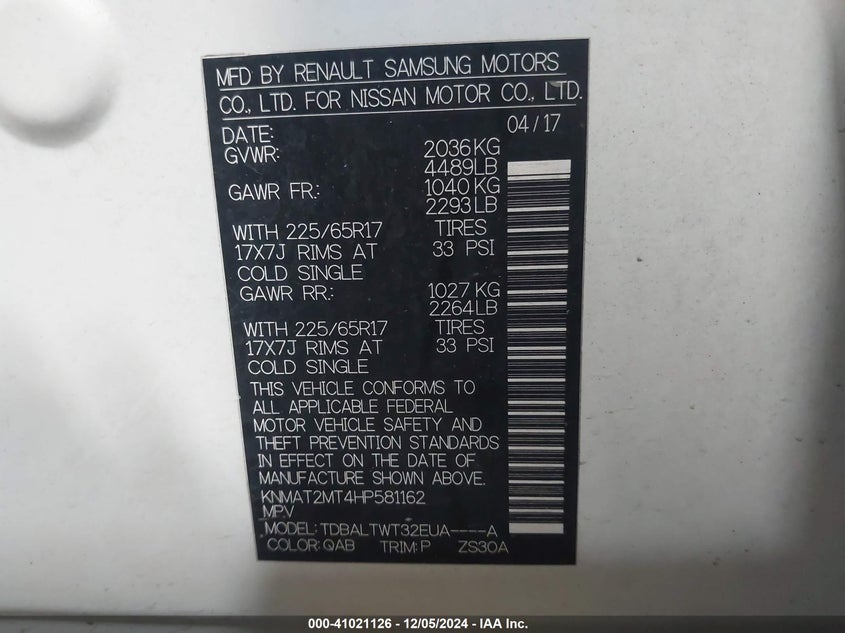 MFD BY RENAULT SAMSUNG MOTORS
CO., LTD. FOR NISSAN MOTOR CO., LTD.
DATE: 04/17
GVWR: 2036KG
4489LB
GAWR FR.: 1040KG
2293LB
WITH 225/65R17 TIRES
17X7J RIMS AT 33 PSI
COLD SINGLE
GAWR RR.: 1027KG
2264LB
WITH 225/65R17 TIRES
17X7J RIMS AT 33 PSI
COLD SINGLE
THIS VEHICLE CONFORMS TO
ALL APPLICABLE FEDERAL
MOTOR VEHICLE SAFETY AND
THEFT PREVENTION STANDARDS
IN EFFECT ON THE DATE OF
MANUFACTURE SHOWN ABOVE.
KNMAT2MT4HP581162
MPV
MODEL: TDBALTWT32EUA----A
COLOR: QAB TRIM: P ZS30A
000-41021126 - 12/05/2024 - IAA Inc.